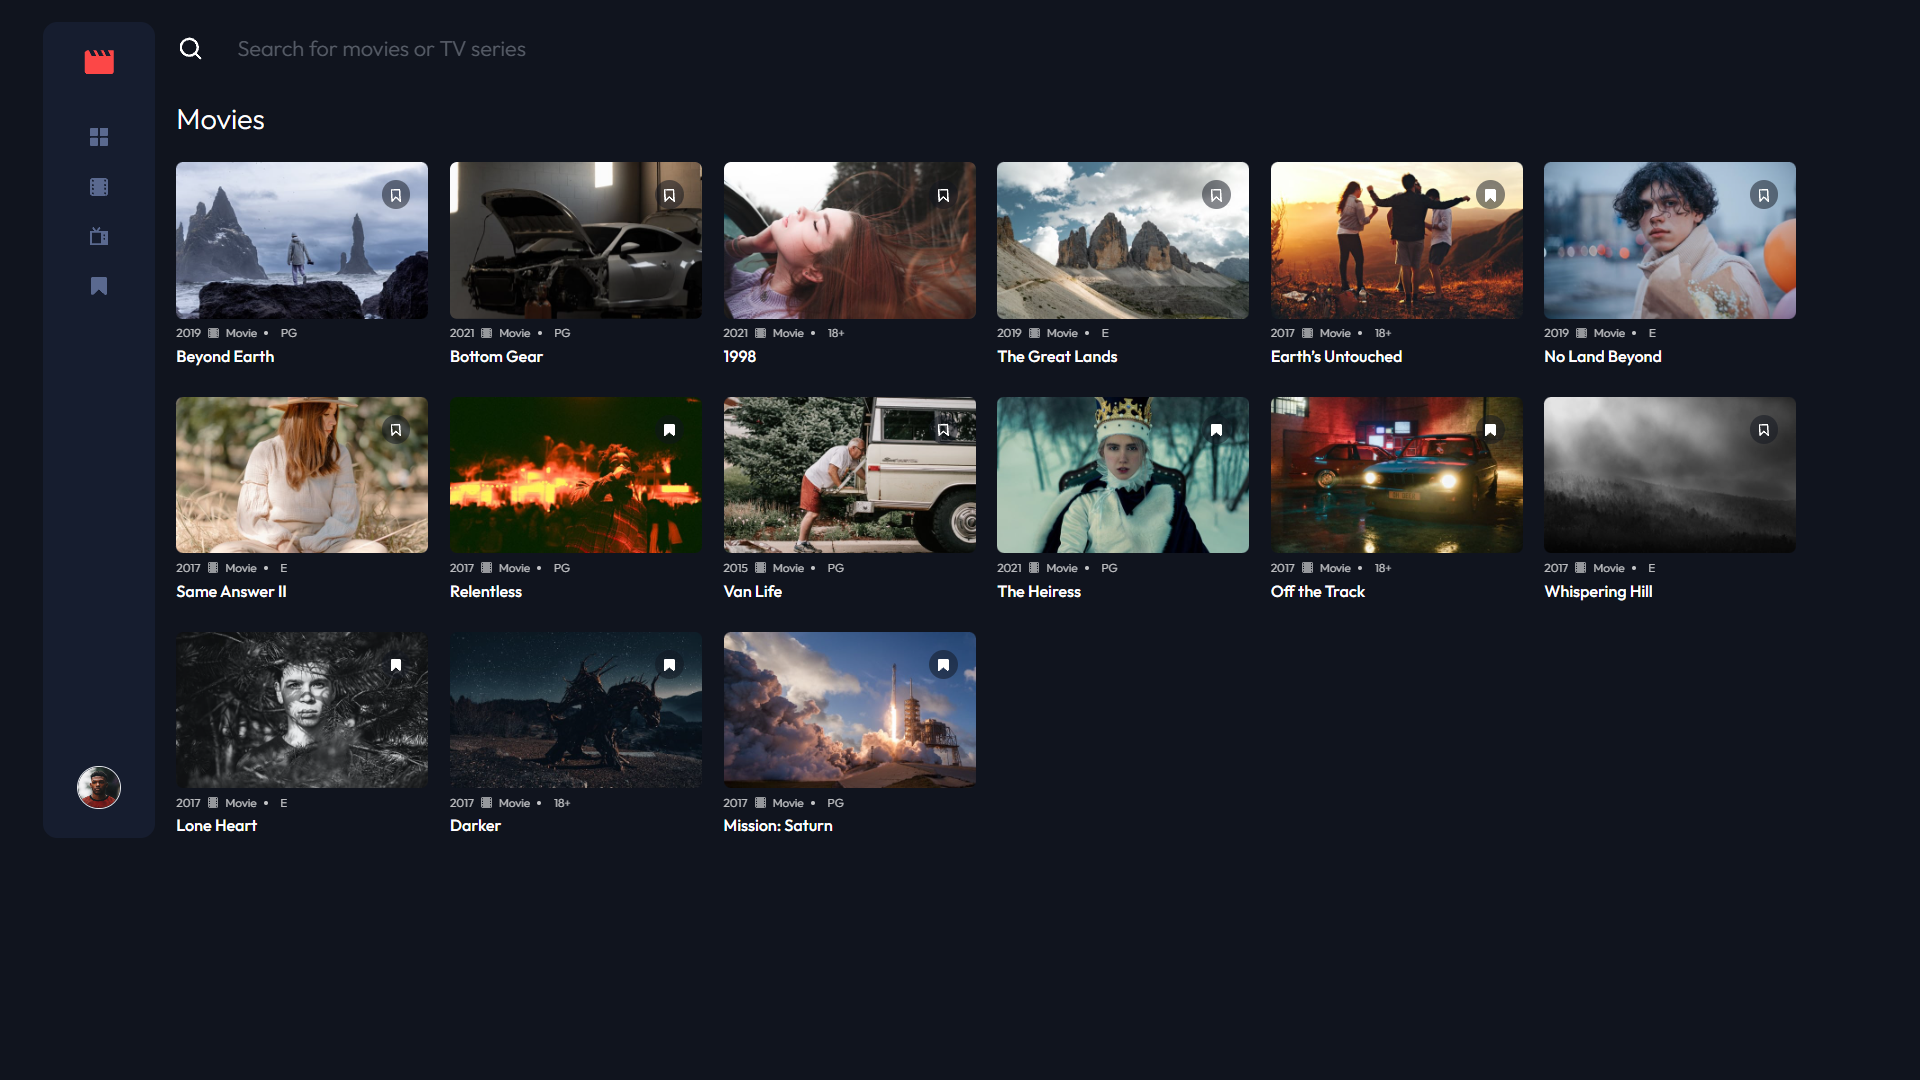 Search for movies or TV series
Movies
2019 Movie • PG
Beyond Earth
2021 Movie • PG
Bottom Gear
2021 Movie • 18+
1998
2019 Movie • E
The Great Lands
2017 Movie • 18+
Earth's Untouched
2019 Movie • E
No Land Beyond
2017 Movie • E
Same Answer II
2017 Movie • PG
Relentless
2015 Movie • PG
Van Life
2021 Movie • PG
The Heiress
2017 Movie • 18+
Off the Track
2017 Movie • E
Whispering Hill
2017 Movie • E
Lone Heart
2017 Movie • 18+
Darker
2017 Movie • PG
Mission: Saturn